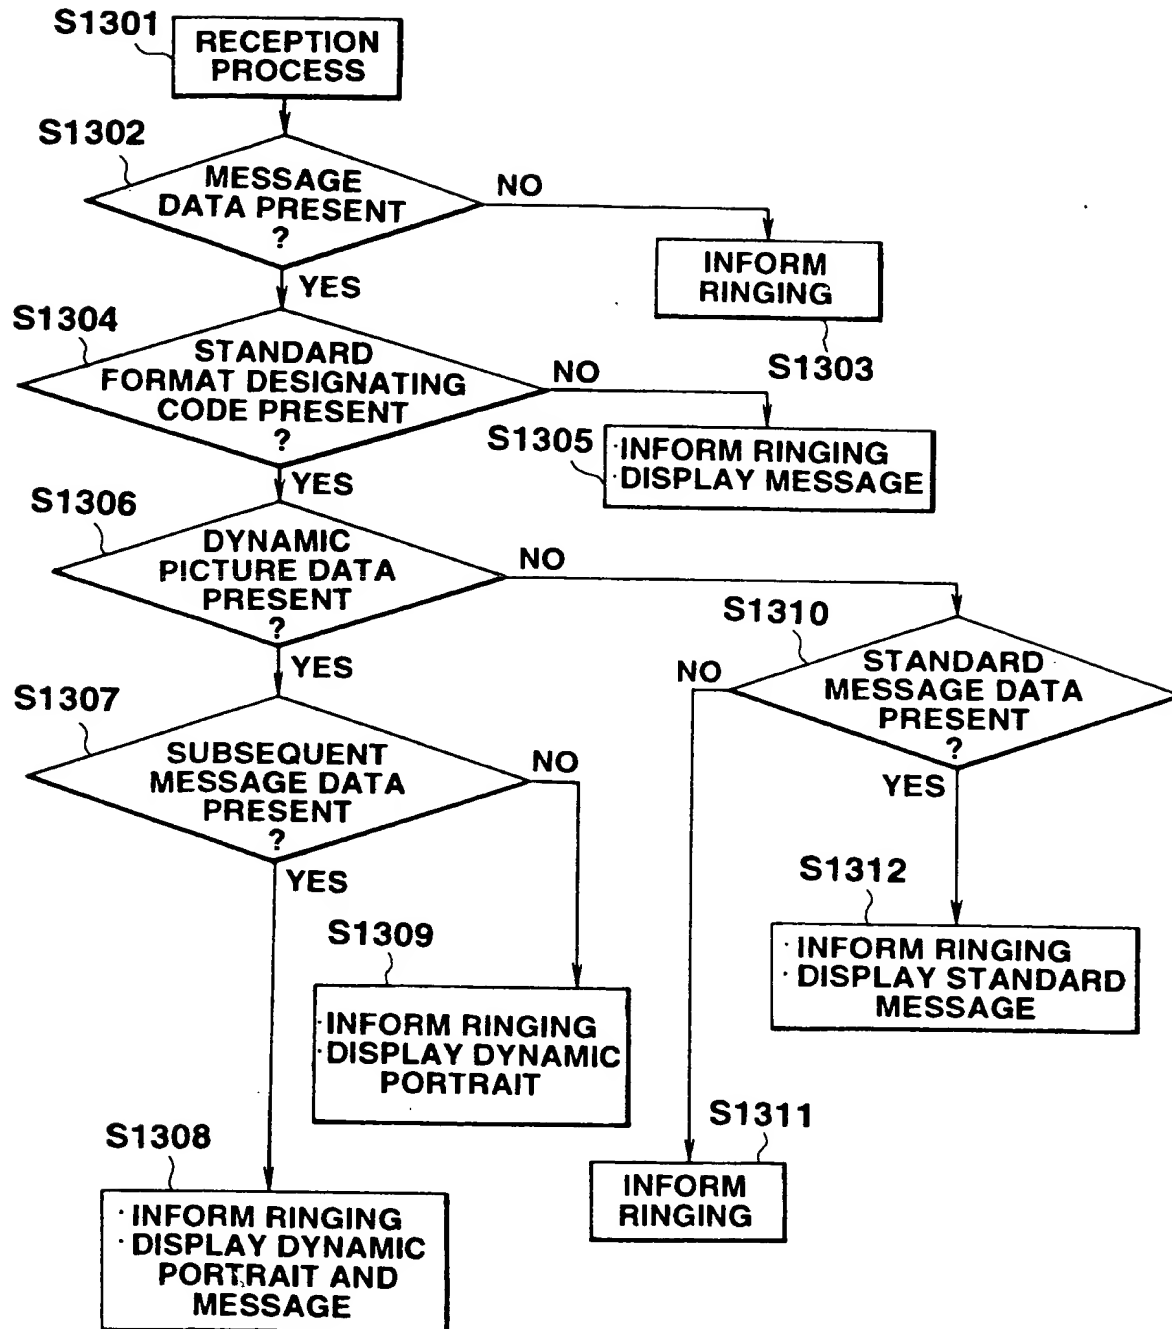 S1301
RECEPTION
PROCESS
S1302
MESSAGE
DATA PRESENT
?
NO
YES
INFORM
RINGING
S1303
S1304
STANDARD
FORMAT DESIGNATING
CODE PRESENT
?
NO
YES
S1305
·INFORM RINGING
·DISPLAY MESSAGE
S1306
DYNAMIC
PICTURE DATA
PRESENT
?
NO
YES
S1310
STANDARD
MESSAGE DATA
PRESENT
?
NO
YES
S1307
SUBSEQUENT
MESSAGE DATA
PRESENT
?
NO
YES
S1312
·INFORM RINGING
·DISPLAY STANDARD
MESSAGE
S1309
·INFORM RINGING
·DISPLAY DYNAMIC
PORTRAIT
S1311
INFORM
RINGING
S1308
·INFORM RINGING
·DISPLAY DYNAMIC
PORTRAIT AND
MESSAGE